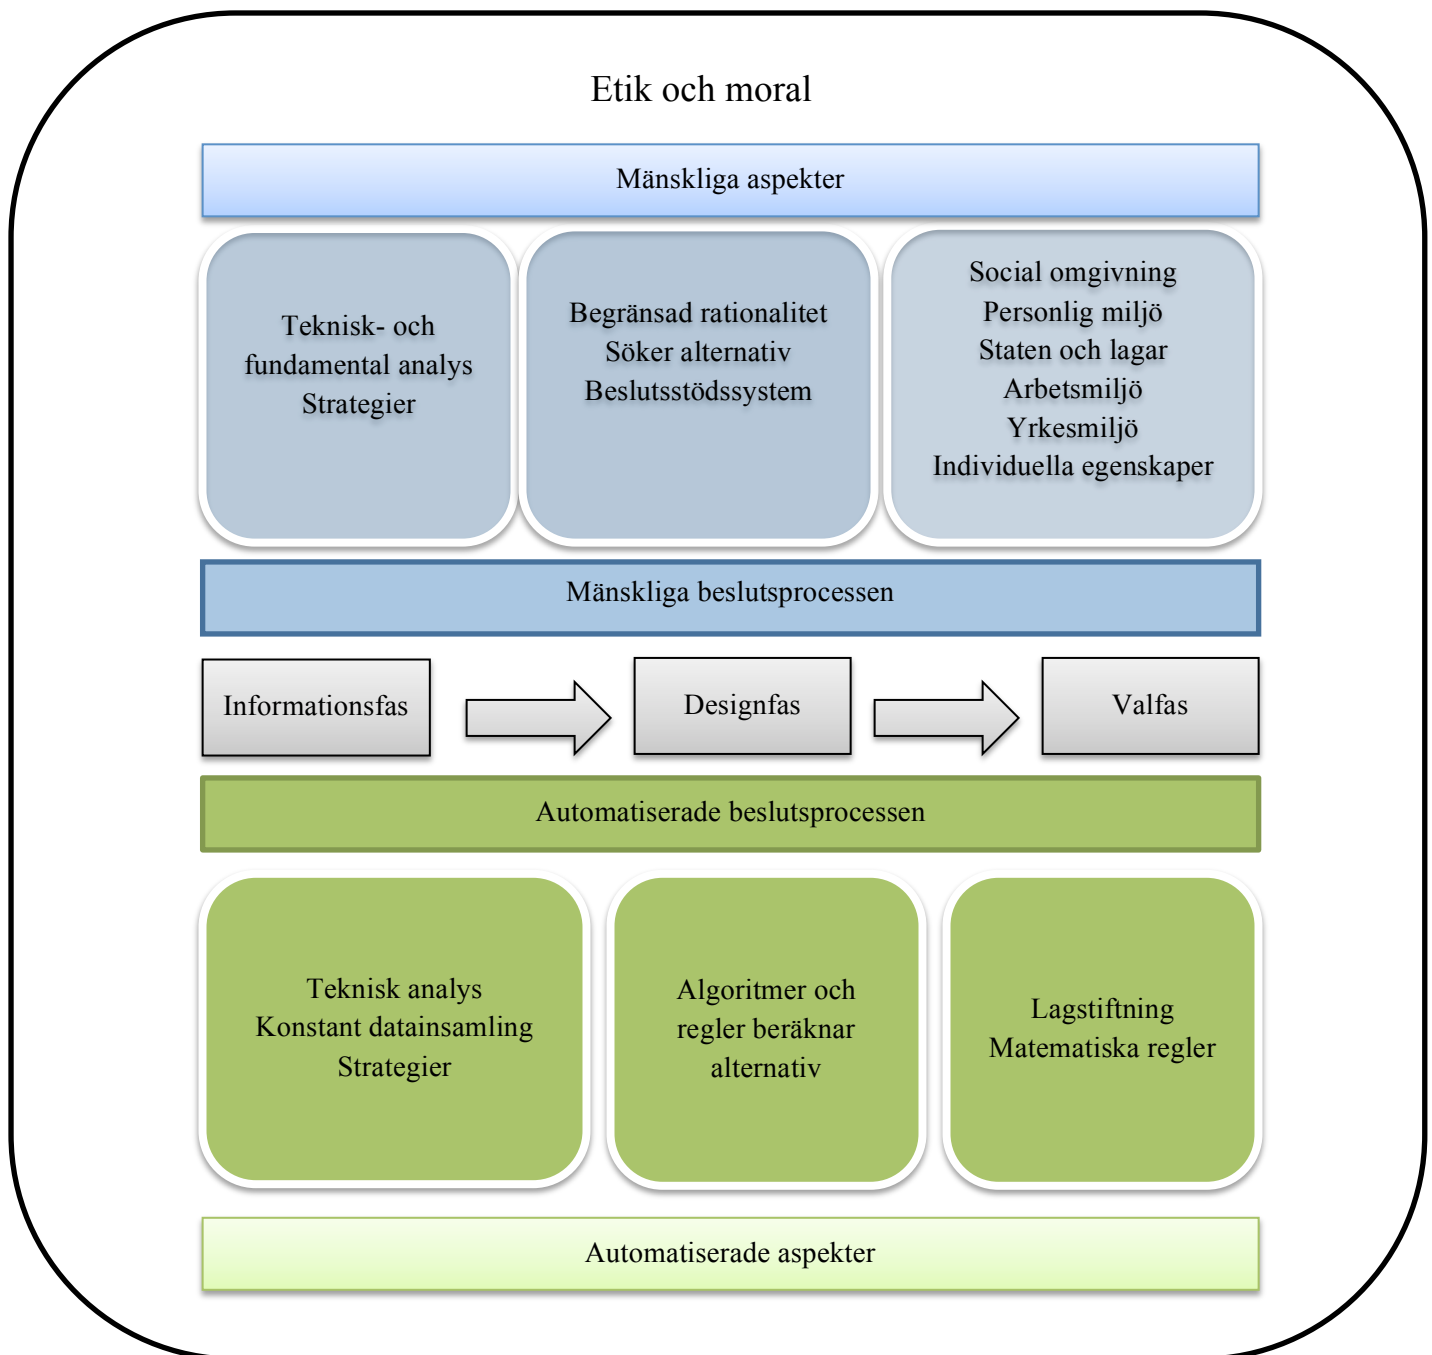 Etik och moral
Mänskliga aspekter
Teknisk- och
fundamental analys
Strategier
Begränsad rationalitet
Söker alternativ
Beslutsstödssystem
Social omgivning
Personlig miljö
Staten och lagar
Arbetsmiljö
Yrkesmiljö
Individuella egenskaper
Mänskliga beslutsprocessen
Informationsfas
Designfas
Valfas
Automatiserade beslutsprocessen
Teknisk analys
Konstant datainsamling
Strategier
Algoritmer och
regler beräknar
alternativ
Lagstiftning
Matematiska regler
Automatiserade aspekter